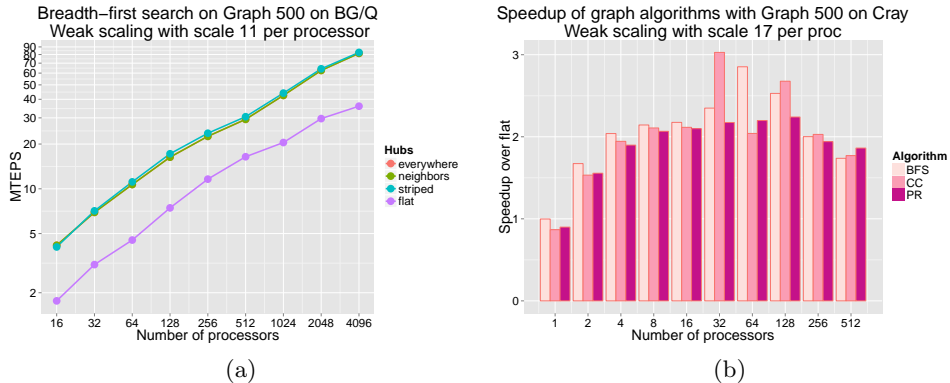 Breadth−first search on Graph 500 on BG/Q
Weak scaling with scale 11 per processor
MTEPS
90
80
70
60
50
40
30
20
10
5
2
16 32 64 128 256 512 1024 2048 4096
Number of processors
Hubs
everywhere
neighbors
striped
flat
(a)
Speedup of graph algorithms with Graph 500 on Cray
Weak scaling with scale 17 per proc
Speedup over flat
3
2
1
0
1 2 4 8 16 32 64 128 256 512
Number of processors
Algorithm
BFS
CC
PR
(b)